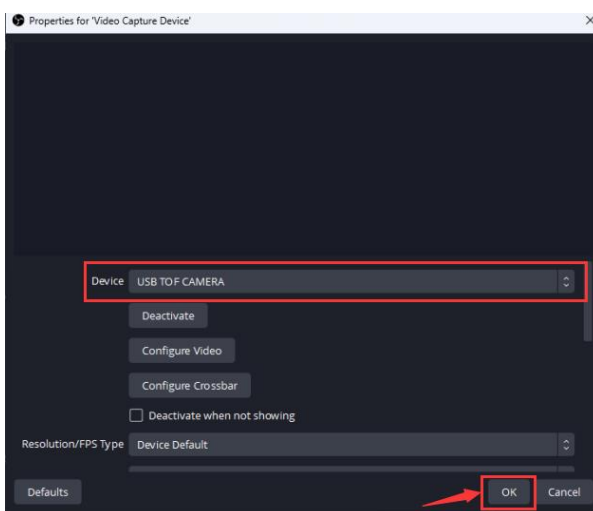 Properties for 'Video Capture Device'
Device USB TOF CAMERA
Deactivate
Configure Video
Configure Crossbar
Deactivate when not showing
Resolution/FPS Type Device Default
Defaults OK Cancel